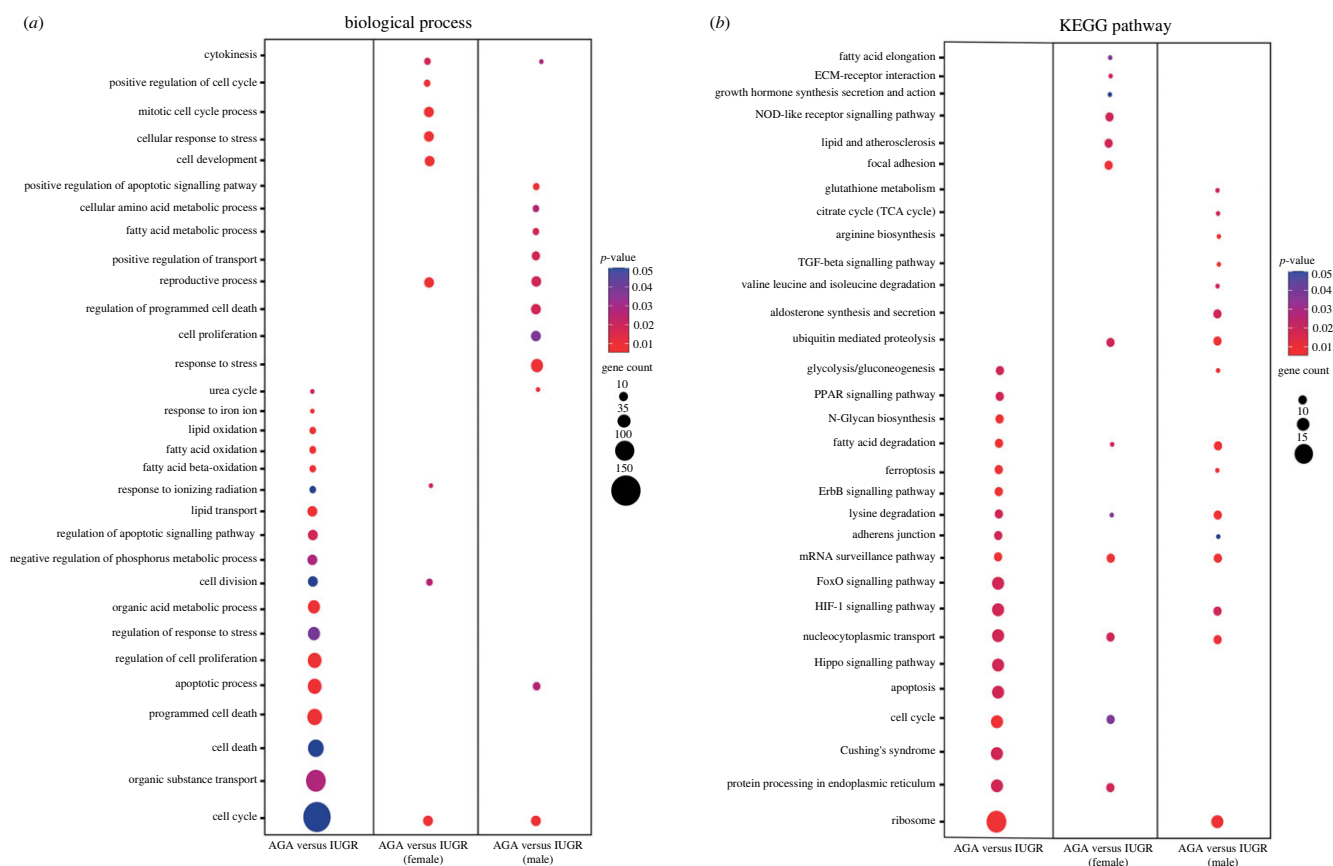 (a)
biological process
cytokinesis
positive regulation of cell cycle
mitotic cell cycle process
cellular response to stress
cell development
positive regulation of apoptotic signalling patway
cellular amino acid metabolic process
fatty acid metabolic process
positive regulation of transport
reproductive process
regulation of programmed cell death
cell proliferation
response to stress
urea cycle
response to iron ion
lipid oxidation
fatty acid oxidation
fatty acid beta-oxidation
response to ionizing radiation
lipid transport
regulation of apoptotic signalling pathway
negative regulation of phosphorus metabolic process
cell division
organic acid metabolic process
regulation of response to stress
regulation of cell proliferation
apoptotic process
programmed cell death
cell death
organic substance transport
cell cycle
AGA versus IUGR
AGA versus IUGR
(female)
AGA versus IUGR
(male)
p-value
0.05
0.04
0.03
0.02
0.01
gene count
10
35
100
150
(b)
KEGG pathway
fatty acid elongation
ECM-receptor interaction
growth hormone synthesis secretion and action
NOD-like receptor signalling pathway
lipid and atherosclerosis
focal adhesion
glutathione metabolism
citrate cycle (TCA cycle)
arginine biosynthesis
TGF-beta signalling pathway
valine leucine and isoleucine degradation
aldosterone synthesis and secretion
ubiquitin mediated proteolysis
glycolysis/gluconeogenesis
PPAR signalling pathway
N-Glycan biosynthesis
fatty acid degradation
ferroptosis
ErbB signalling pathway
lysine degradation
adherens junction
mRNA surveillance pathway
FoxO signalling pathway
HIF-1 signalling pathway
nucleocytoplasmic transport
Hippo signalling pathway
apoptosis
cell cycle
Cushing's syndrome
protein processing in endoplasmic reticulum
ribosome
AGA versus IUGR
AGA versus IUGR
(female)
AGA versus IUGR
(male)
p-value
0.05
0.04
0.03
0.02
0.01
gene count
10
15